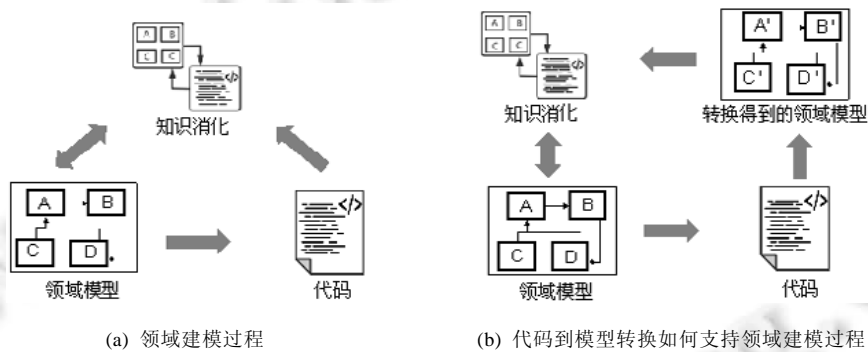 A B
C C
</>
知识消化
A B
C D
领域模型
</>
代码
(a) 领域建模过程
A B
C C
</>
知识消化
A' B'
C' D'
转换得到的领域模型
A B
C D
领域模型
</>
代码
(b) 代码到模型转换如何支持领域建模过程